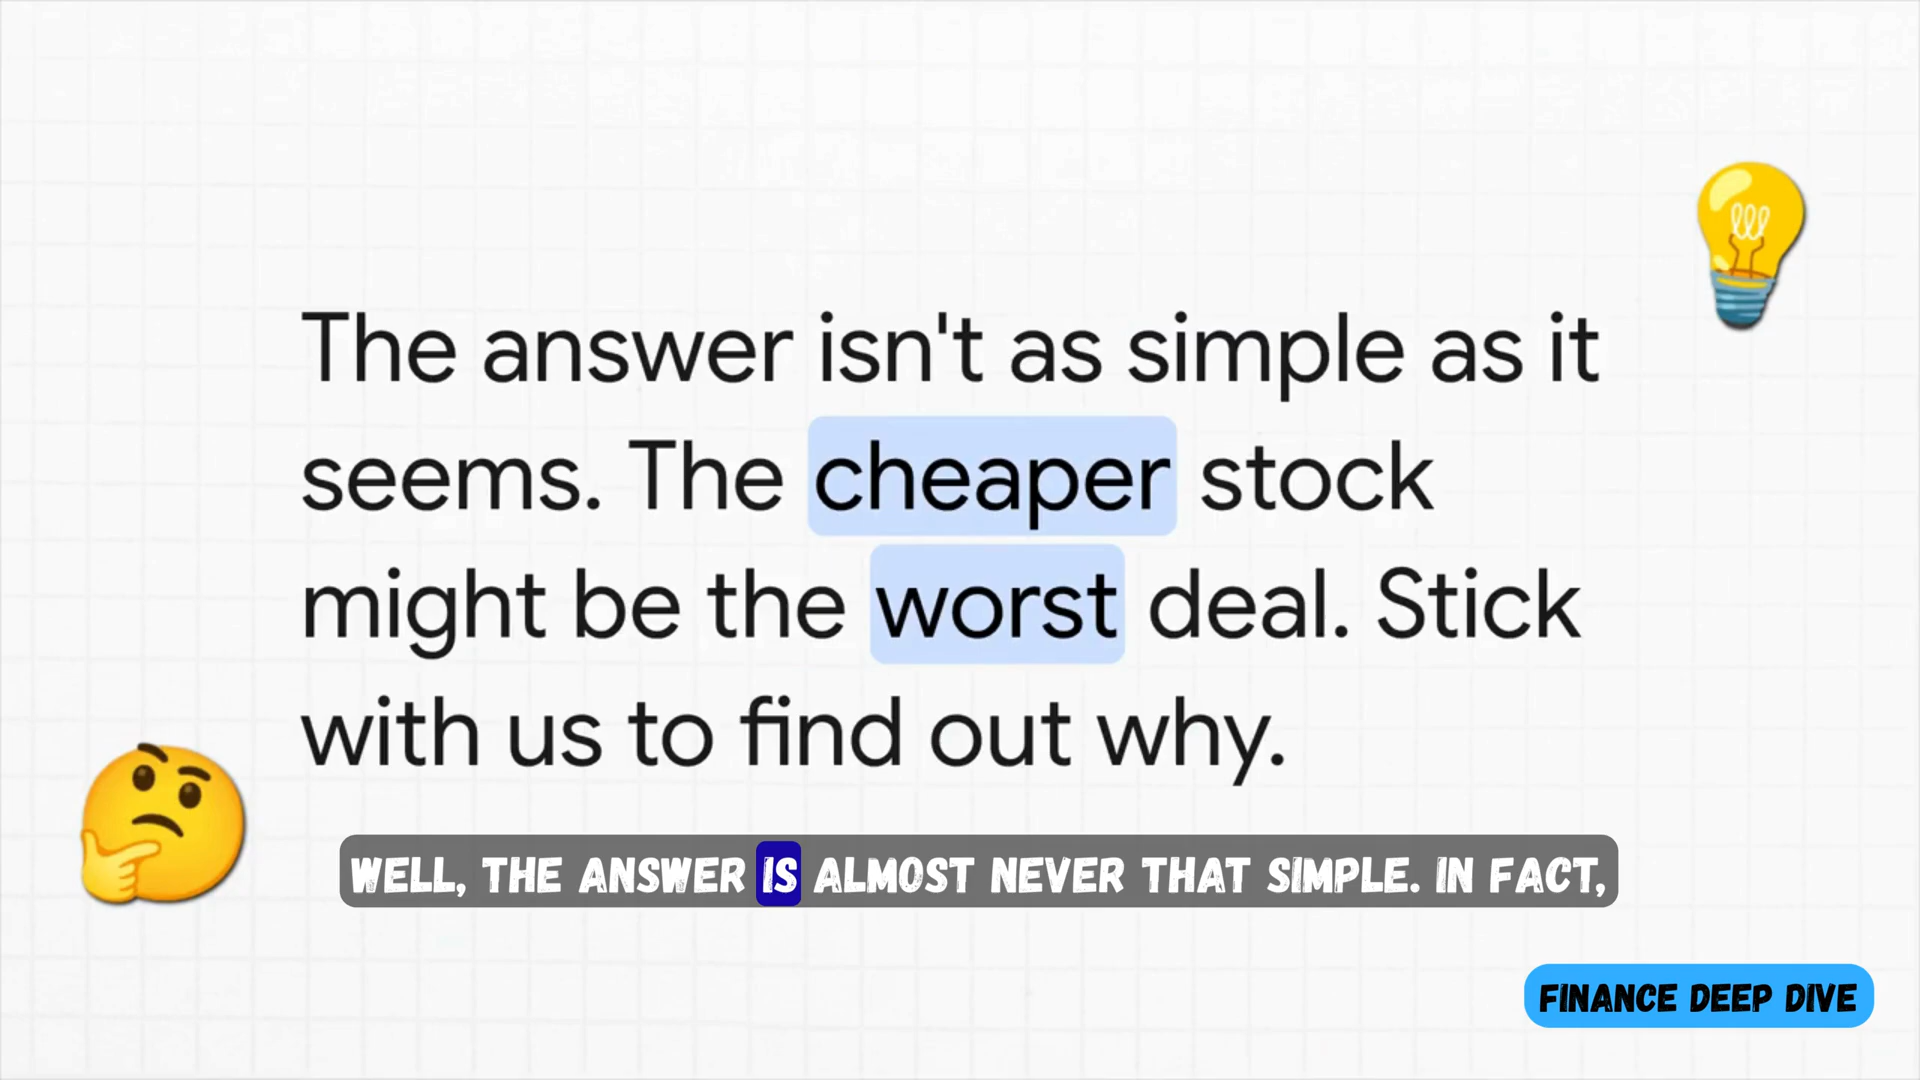 The answer isn't as simple as it
seems. The cheaper stock
might be the worst deal. Stick
with us to find out why.
WELL, THE ANSWER IS ALMOST NEVER THAT SIMPLE. IN FACT,
FINANCE DEEP DIVE